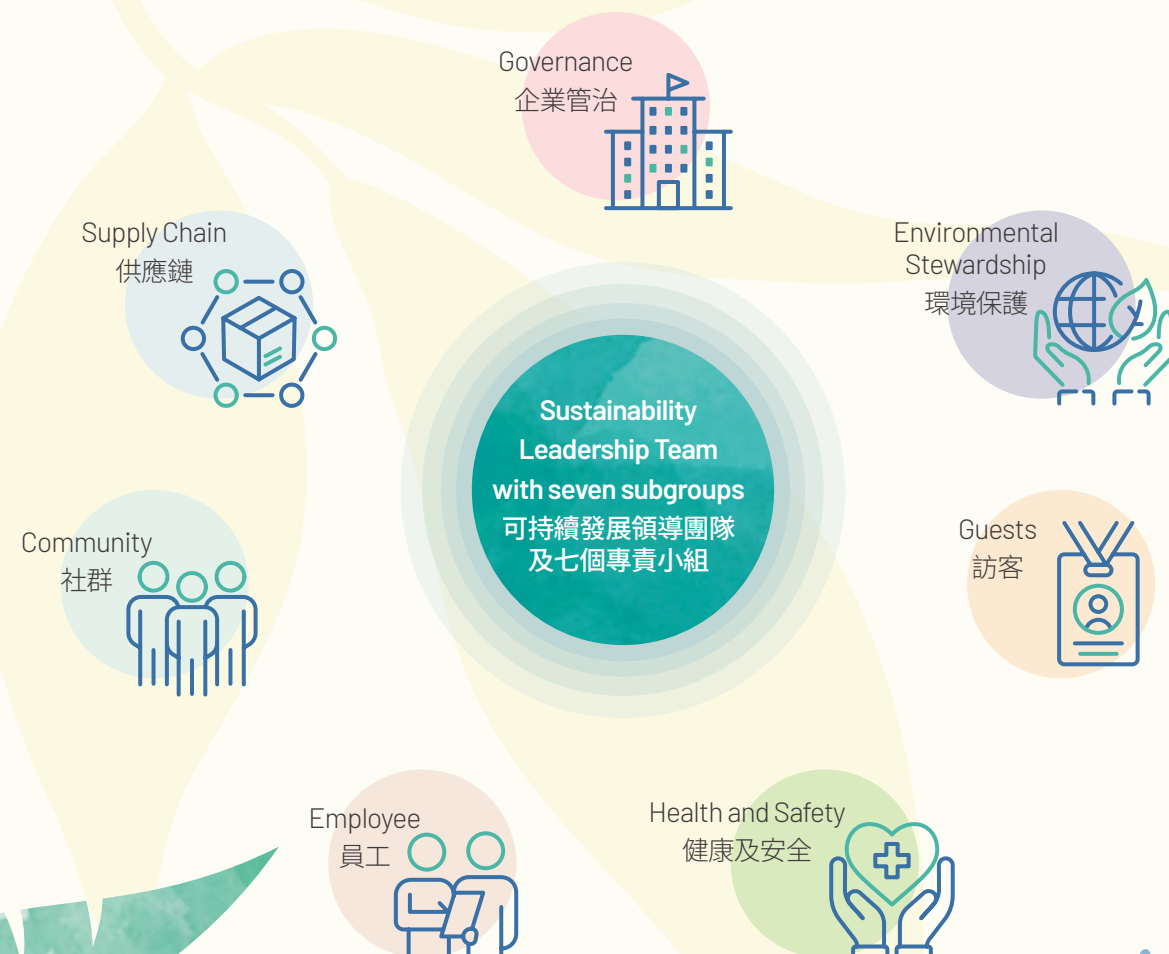 Governance
企業管治
Supply Chain
供應鏈
Environmental
Stewardship
環境保護
Sustainability
Leadership Team
with seven subgroups
可持續發展領導團隊
及七個專責小組
Community
社群
Guests
訪客
Employee
員工
Health and Safety
健康及安全